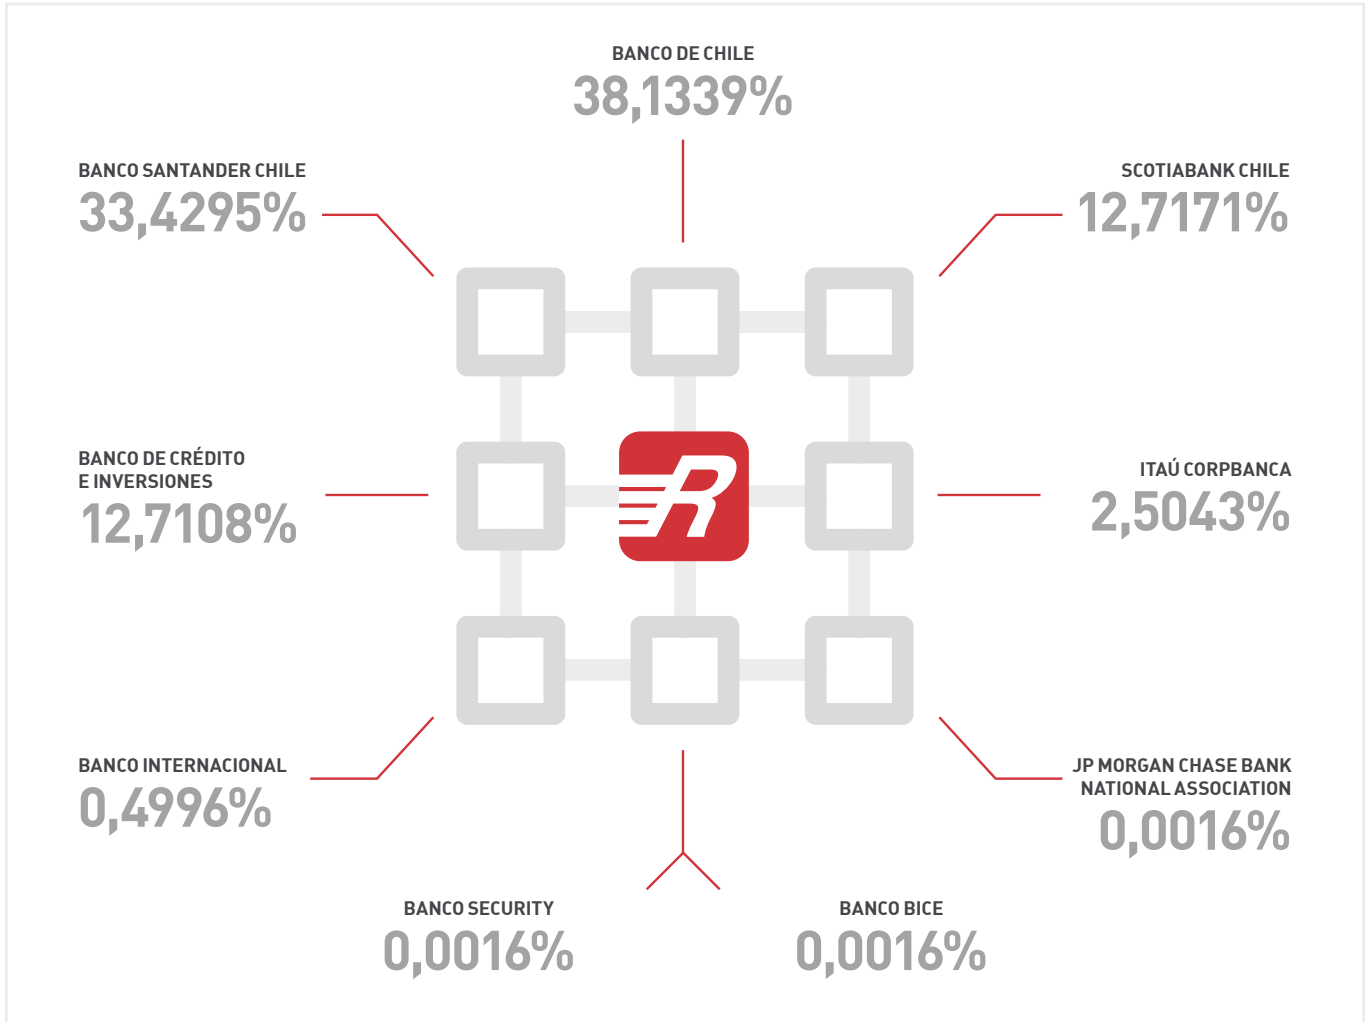 BANCO DE CHILE
38,1339%
BANCO SANTANDER CHILE
33,4295%
SCOTIABANK CHILE
12,7171%
BANCO DE CRÉDITO
E INVERSIONES
12,7108%
R
ITAÚ CORPBANCA
2,5043%
BANCO INTERNACIONAL
0,4996%
JP MORGAN CHASE BANK
NATIONAL ASSOCIATION
0,0016%
BANCO SECURITY
0,0016%
BANCO BICE
0,0016%